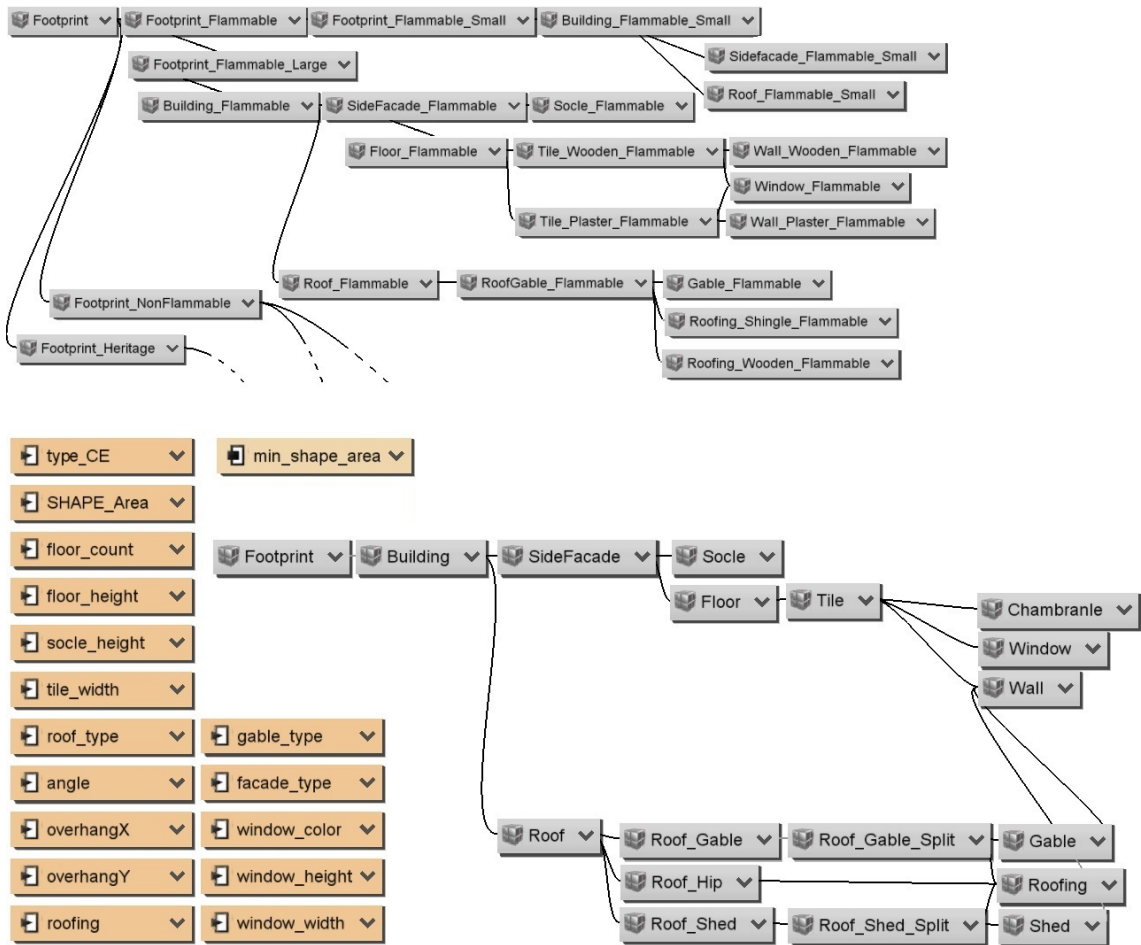 Footprint Footprint_Flammable Footprint_Flammable_Small Building_Flammable_Small
Footprint_Flammable_Large Sidefacade_Flammable_Small
Building_Flammable SideFacade_Flammable Socle_Flammable Roof_Flammable_Small
Floor_Flammable Tile_Wooden_Flammable Wall_Wooden_Flammable
Window_Flammable
Tile_Plaster_Flammable Wall_Plaster_Flammable
Roof_Flammable RoofGable_Flammable Gable_Flammable
Footprint_NonFlammable
Roofing_Shingle_Flammable
Footprint_Heritage
Roofing_Wooden_Flammable
type_CE min_shape_area
SHAPE_Area
floor_count Footprint Building SideFacade Socle
floor_height Floor Tile Chambranle
socle_height Window
tile_width Wall
roof_type gable_type
angle facade_type
overhangX window_color Roof Roof_Gable Roof_Gable_Split Gable
overhangY window_height Roof_Hip Roofing
roofing window_width Roof_Shed Roof_Shed_Split Shed